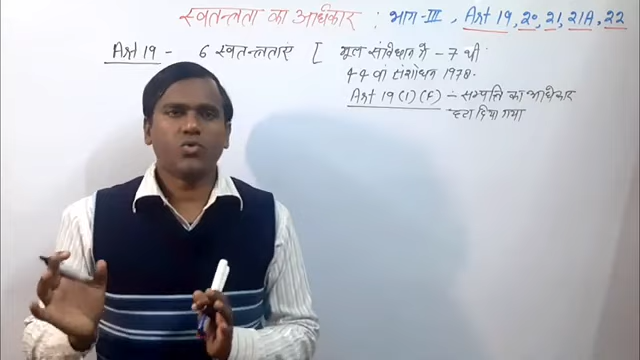 स्वतन्त्रता का अधिकार : भाग-III, Art 19, 20, 21, 21A, 22
Art 19 - 6 स्वतन्त्रताए [ मूल संविधान में - 7 थी
44 वां संशोधन 1978-
Art 19 (1) (F) - सम्पत्ति का अधिकार
हटा दिया गया